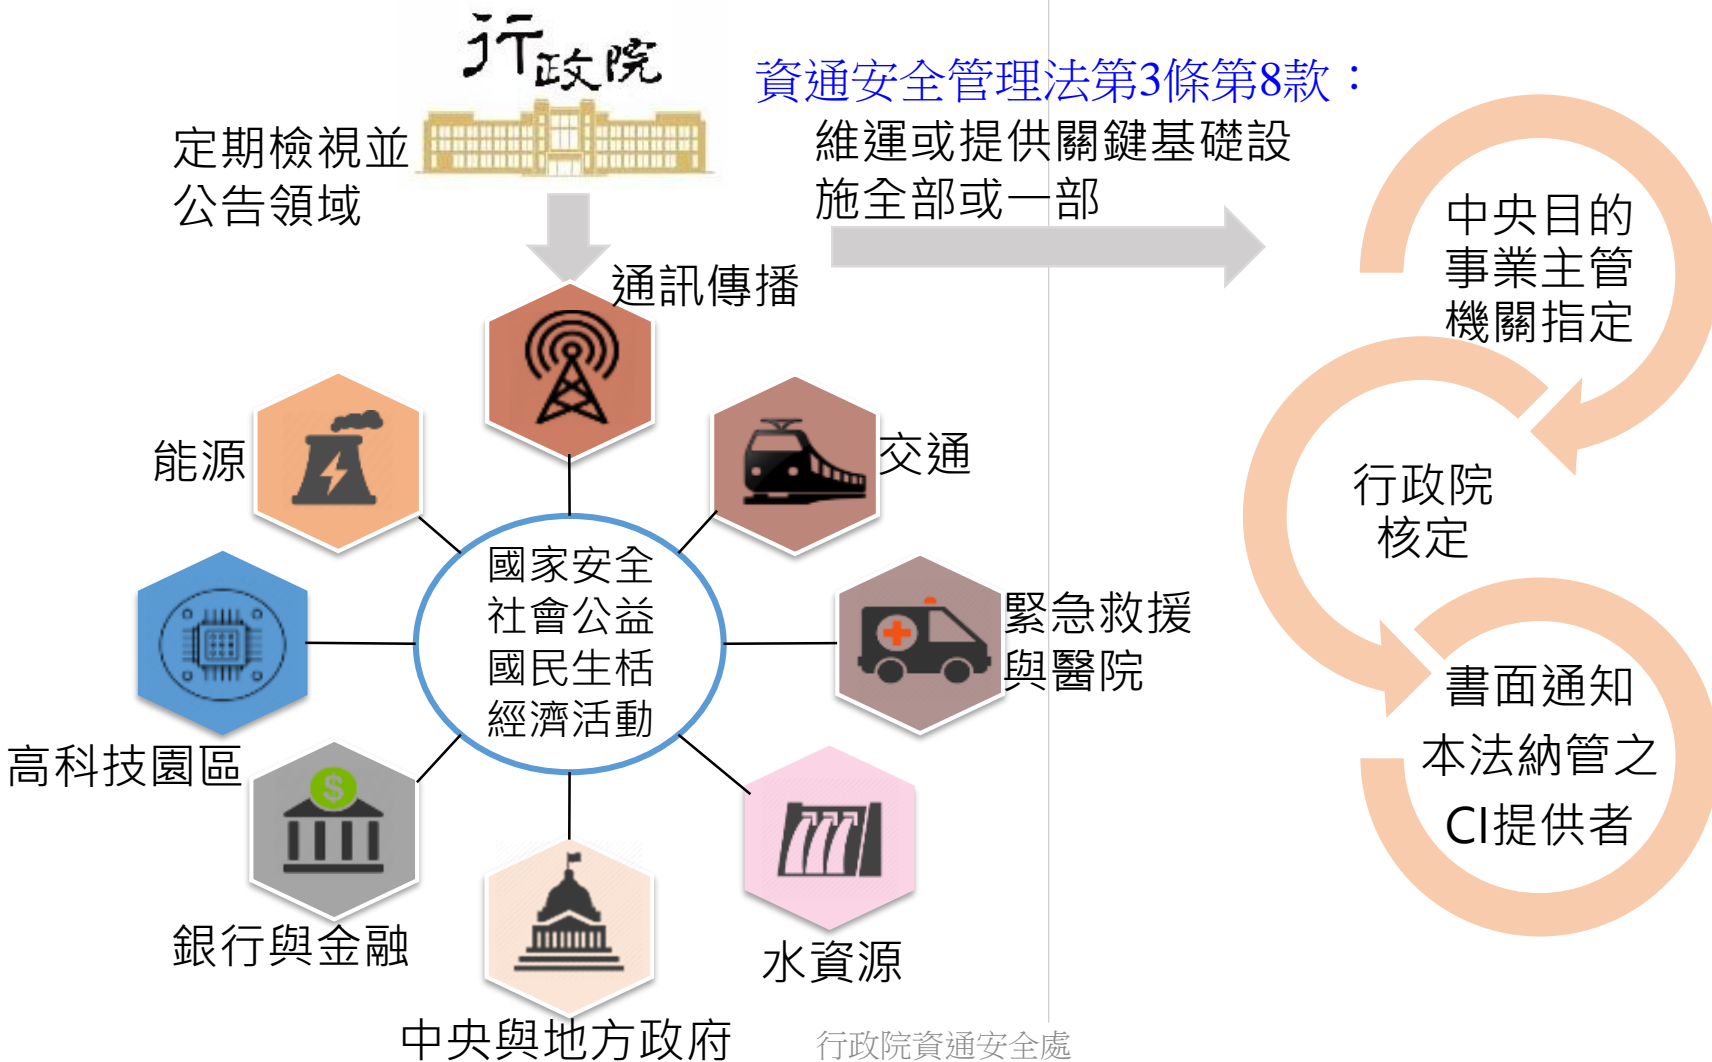 行政院
定期檢視並
公告領域
資通安全管理法第3條第8款：
維運或提供關鍵基礎設
施全部或一部
通訊傳播
能源
交通
高科技園區
緊急救援
與醫院
國家安全
社會公益
國民生栝
經濟活動
銀行與金融
水資源
中央與地方政府
中央目的
事業主管
機關指定
行政院
核定
書面通知
本法納管之
CI提供者
$
行政院資通安全處